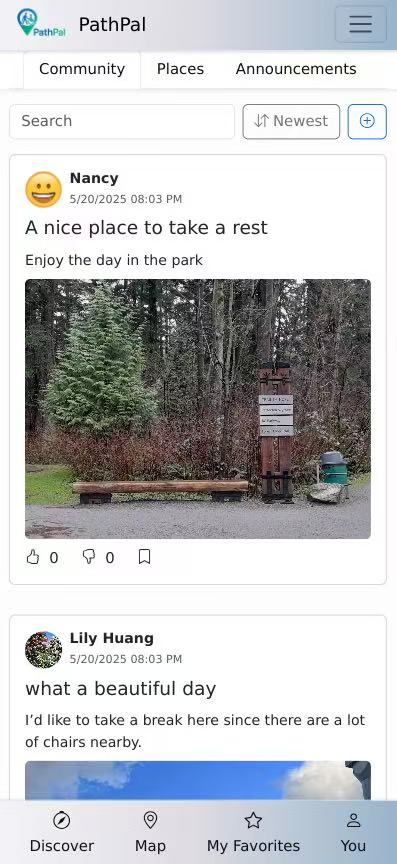 PathPal
PathPal
Community Places Announcements
Search
Newest
Nancy
5/20/2025 08:03 PM
A nice place to take a rest
Enjoy the day in the park
0 0
Lily Huang
5/20/2025 08:03 PM
what a beautiful day
I’d like to take a break here since there are a lot
of chairs nearby.
Discover Map My Favorites You